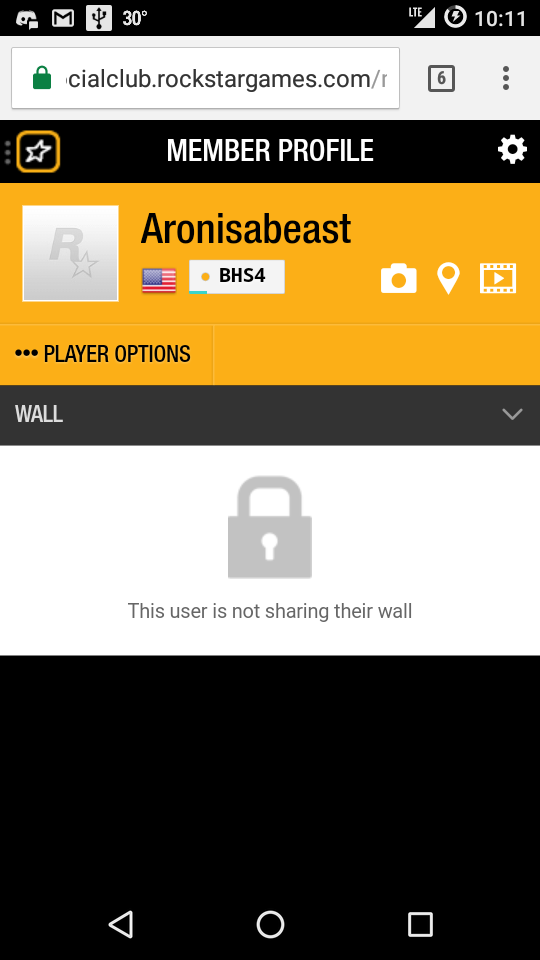 30° LTE 10:11
cialclub.rockstargames.com/r 6
MEMBER PROFILE
R
Aronisabeast
BHS4
••• PLAYER OPTIONS
WALL
This user is not sharing their wall